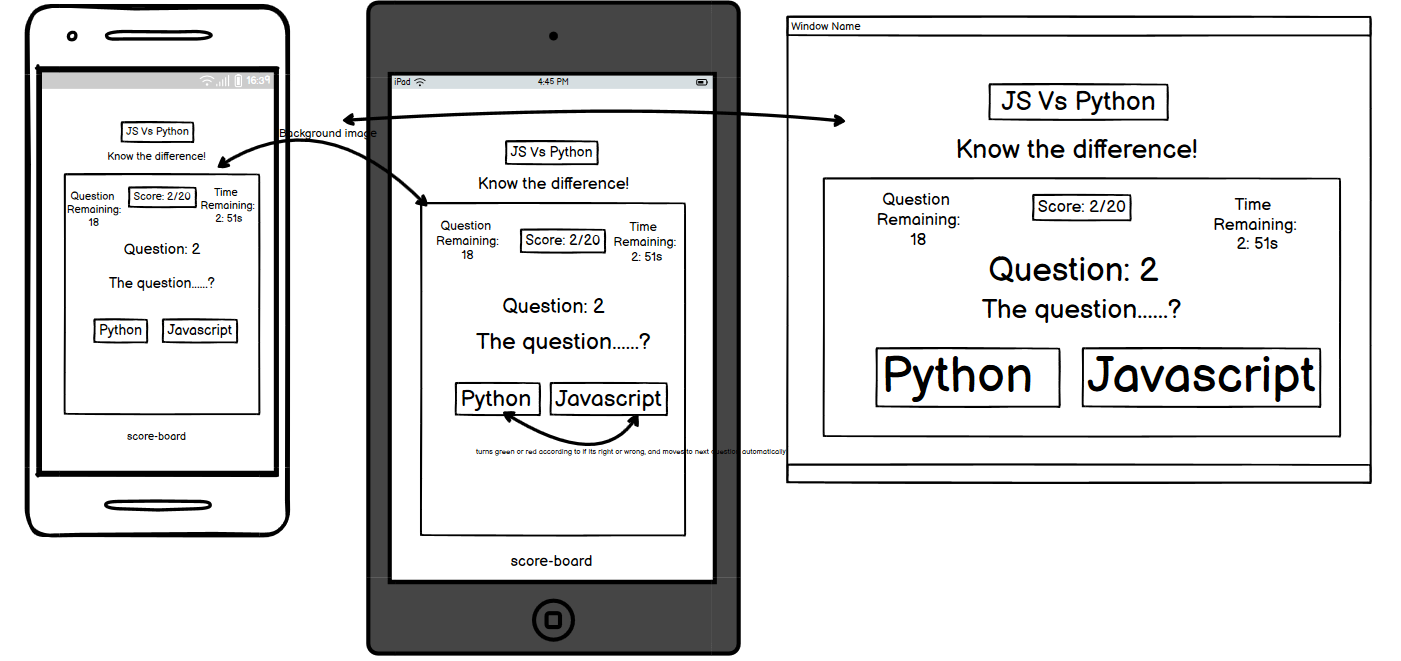 16:39
JS Vs Python
Know the difference!
Question
Remaining:
18
Score: 2/20
Time
Remaining:
2: 51s
Question: 2
The question......?
Python
Javascript
score-board
Background image
iPad
4:45 PM
JS Vs Python
Know the difference!
Question
Remaining:
18
Score: 2/20
Time
Remaining:
2: 51s
Question: 2
The question......?
Python
Javascript
turns green or red according to if its right or wrong, and moves to next question automatically
score-board
Window Name
JS Vs Python
Know the difference!
Question
Remaining:
18
Score: 2/20
Time
Remaining:
2: 51s
Question: 2
The question......?
Python
Javascript